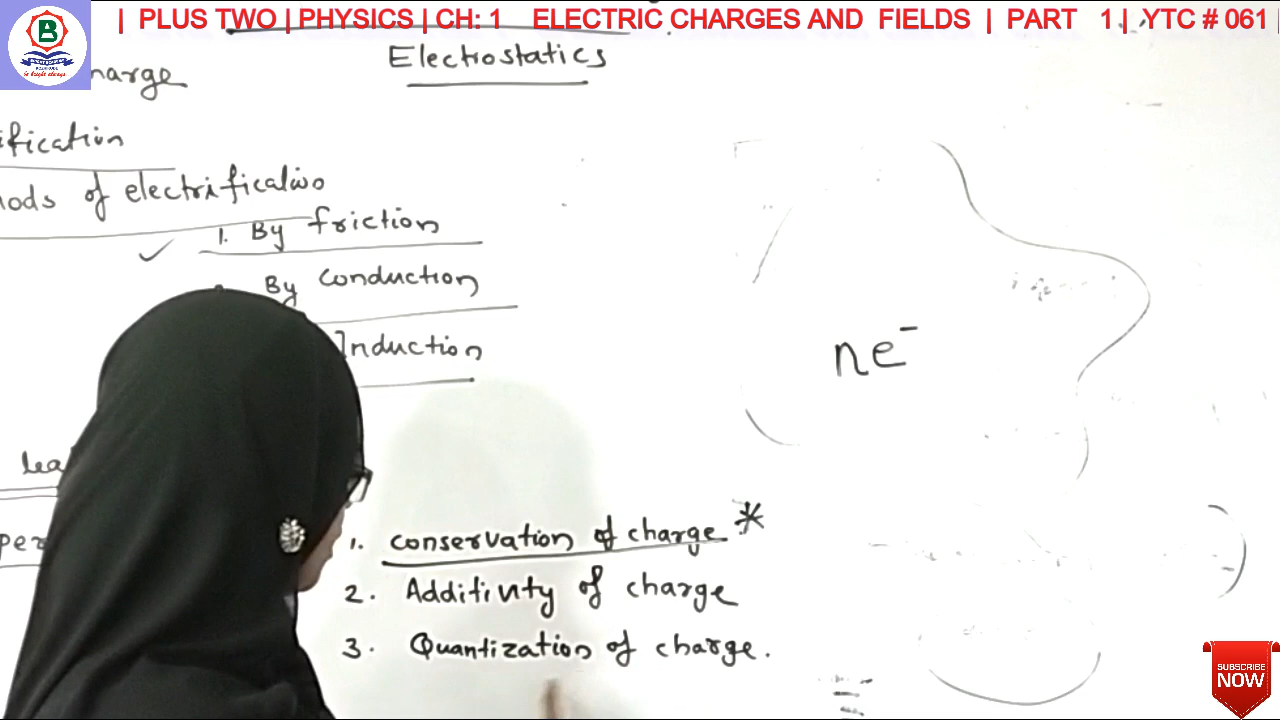 | PLUS TWO | PHYSICS | CH: 1 ELECTRIC CHARGES AND FIELDS | PART 1 | YTC # 061 |
B
Electrostatics
harge
ification
hods of electrification
1. By friction
By conduction
Induction
ne⁻
1. conservation of charge *
2. Additivity of charge
3. Quantization of charge.
SUBSCRIBE
NOW